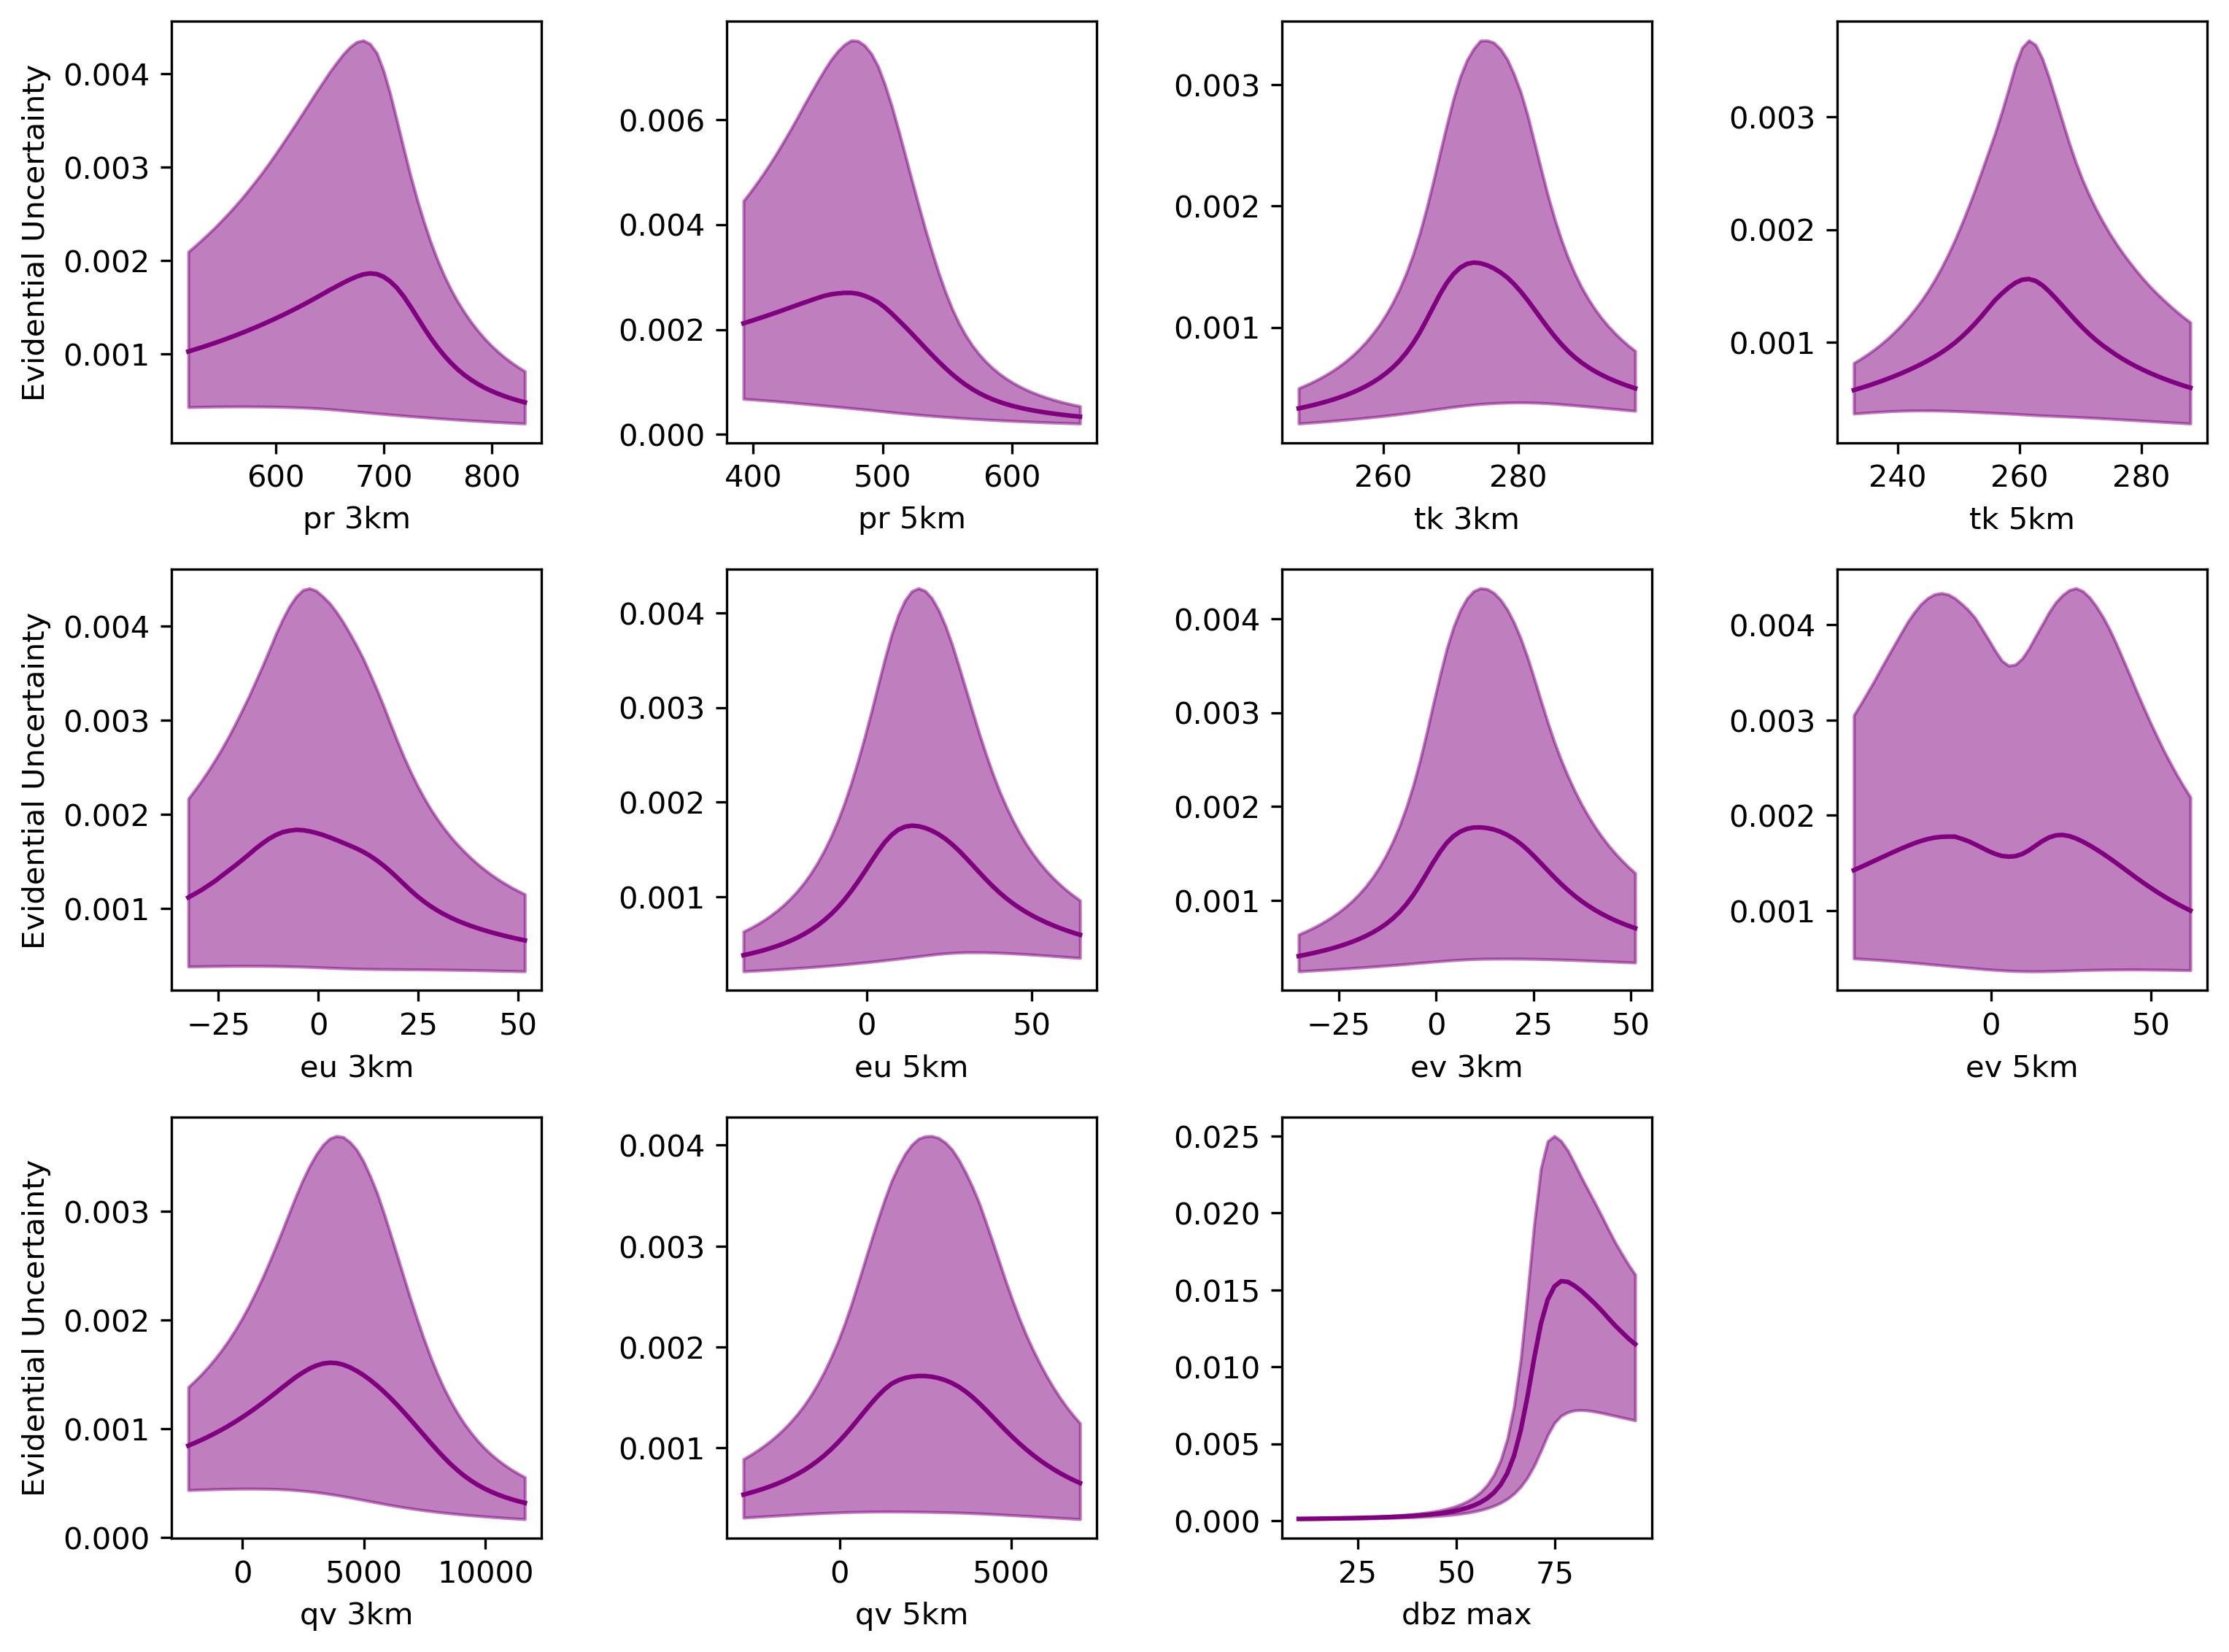 Evidential Uncertainty
0.004
0.003
0.002
0.001
600 700 800
pr 3km
0.006
0.004
0.002
0.000
400 500 600
pr 5km
0.003
0.002
0.001
260 280
tk 3km
0.003
0.002
0.001
240 260 280
tk 5km
Evidential Uncertainty
0.004
0.003
0.002
0.001
−25 0 25 50
eu 3km
0.004
0.003
0.002
0.001
0 50
eu 5km
0.004
0.003
0.002
0.001
−25 0 25 50
ev 3km
0.004
0.003
0.002
0.001
0 50
ev 5km
Evidential Uncertainty
0.003
0.002
0.001
0.000
0 5000 10000
qv 3km
0.004
0.003
0.002
0.001
0 5000
qv 5km
0.025
0.020
0.015
0.010
0.005
0.000
25 50 75
dbz max